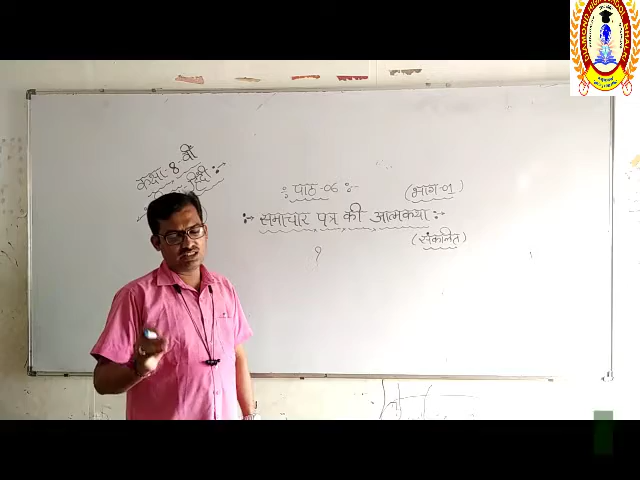 कक्षा 8 वीं
हिंदी
पाठ-06
(भाग-01)
समाचार पत्र की आत्मकथा
(संकलित)